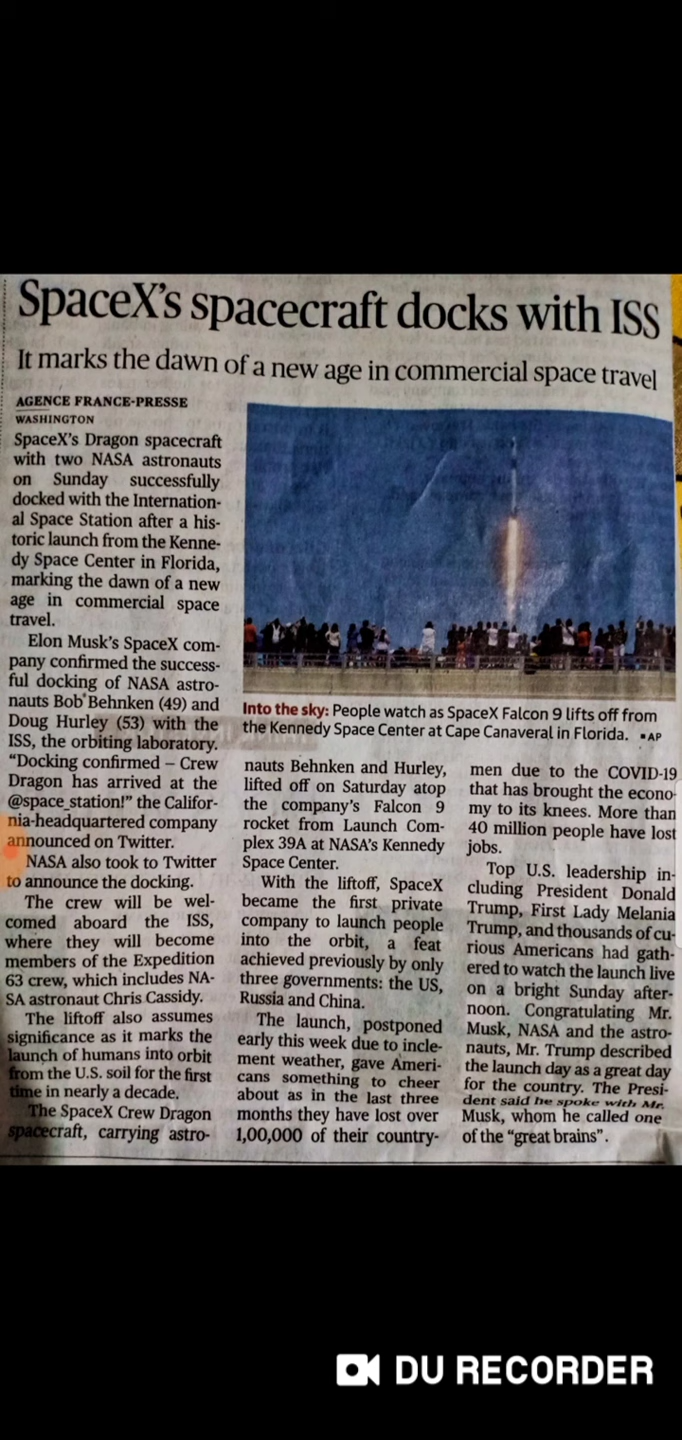 SpaceX's spacecraft docks with ISS
It marks the dawn of a new age in commercial space travel
AGENCE FRANCE-PRESSE
WASHINGTON
SpaceX's Dragon spacecraft
with two NASA astronauts
on Sunday successfully
docked with the Internation-
al Space Station after a his-
toric launch from the Kenne-
dy Space Center in Florida,
marking the dawn of a new
age in commercial space
travel.
Elon Musk's SpaceX com-
pany confirmed the success-
ful docking of NASA astro-
nauts Bob Behnken (49) and
Doug Hurley (53) with the
ISS, the orbiting laboratory.
“Docking confirmed – Crew
Dragon has arrived at the
@space_station!” the Califor-
nia-headquartered company
announced on Twitter.
NASA also took to Twitter
to announce the docking.
The crew will be wel-
comed aboard the ISS,
where they will become
members of the Expedition
63 crew, which includes NA-
SA astronaut Chris Cassidy.
The liftoff also assumes
significance as it marks the
launch of humans into orbit
from the U.S. soil for the first
time in nearly a decade.
The SpaceX Crew Dragon
spacecraft, carrying astro-
Into the sky: People watch as SpaceX Falcon 9 lifts off from
the Kennedy Space Center at Cape Canaveral in Florida. ▪AP
nauts Behnken and Hurley,
lifted off on Saturday atop
the company's Falcon 9
rocket from Launch Com-
plex 39A at NASA's Kennedy
Space Center.
With the liftoff, SpaceX
became the first private
company to launch people
into the orbit, a feat
achieved previously by only
three governments: the US,
Russia and China.
The launch, postponed
early this week due to incle-
ment weather, gave Ameri-
cans something to cheer
about as in the last three
months they have lost over
1,00,000 of their country-
men due to the COVID-19
that has brought the econo-
my to its knees. More than
40 million people have lost
jobs.
Top U.S. leadership in-
cluding President Donald
Trump, First Lady Melania
Trump, and thousands of cu-
rious Americans had gath-
ered to watch the launch live
on a bright Sunday after-
noon. Congratulating Mr.
Musk, NASA and the astro-
nauts, Mr. Trump described
the launch day as a great day
for the country. The Presi-
dent said he spoke with Mr.
Musk, whom he called one
of the “great brains”.
DU RECORDER